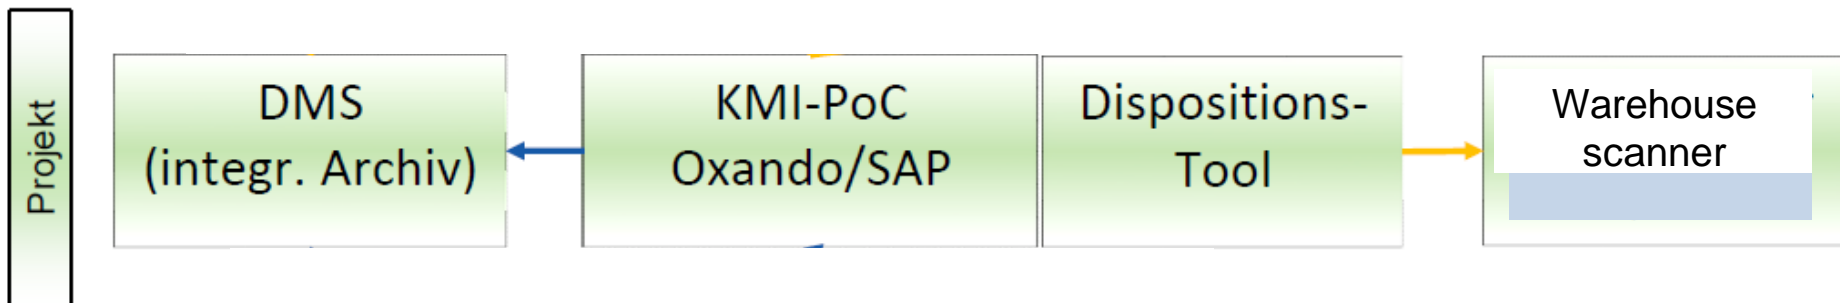 Projekt
DMS
(integr. Archiv)
KMI-PoC
Oxando/SAP
Dispositions-
Tool
Warehouse
scanner